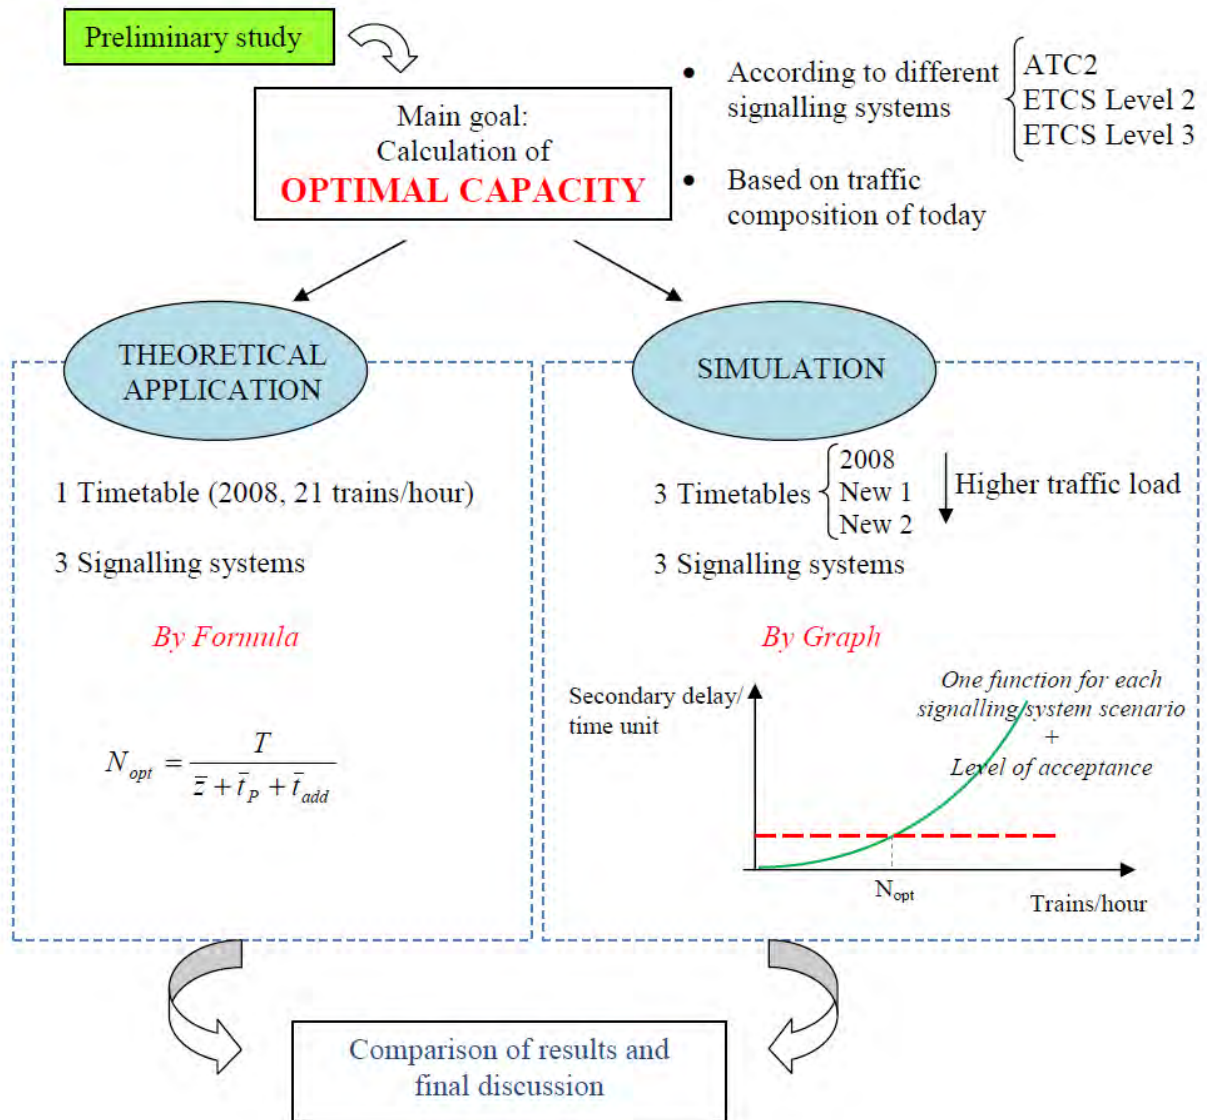 Preliminary study
Main goal:
Calculation of
OPTIMAL CAPACITY
• According to different
signalling systems
ATC2
ETCS Level 2
ETCS Level 3
• Based on traffic
composition of today
THEORETICAL
APPLICATION
1 Timetable (2008, 21 trains/hour)
3 Signalling systems
By Formula
N_opt = T / (z̄ + t̄_P + t̄_add)
SIMULATION
3 Timetables
2008
New 1
New 2
Higher traffic load
3 Signalling systems
By Graph
Secondary delay/
time unit
One function for each
signalling system scenario
+
Level of acceptance
N_opt
Trains/hour
Comparison of results and
final discussion